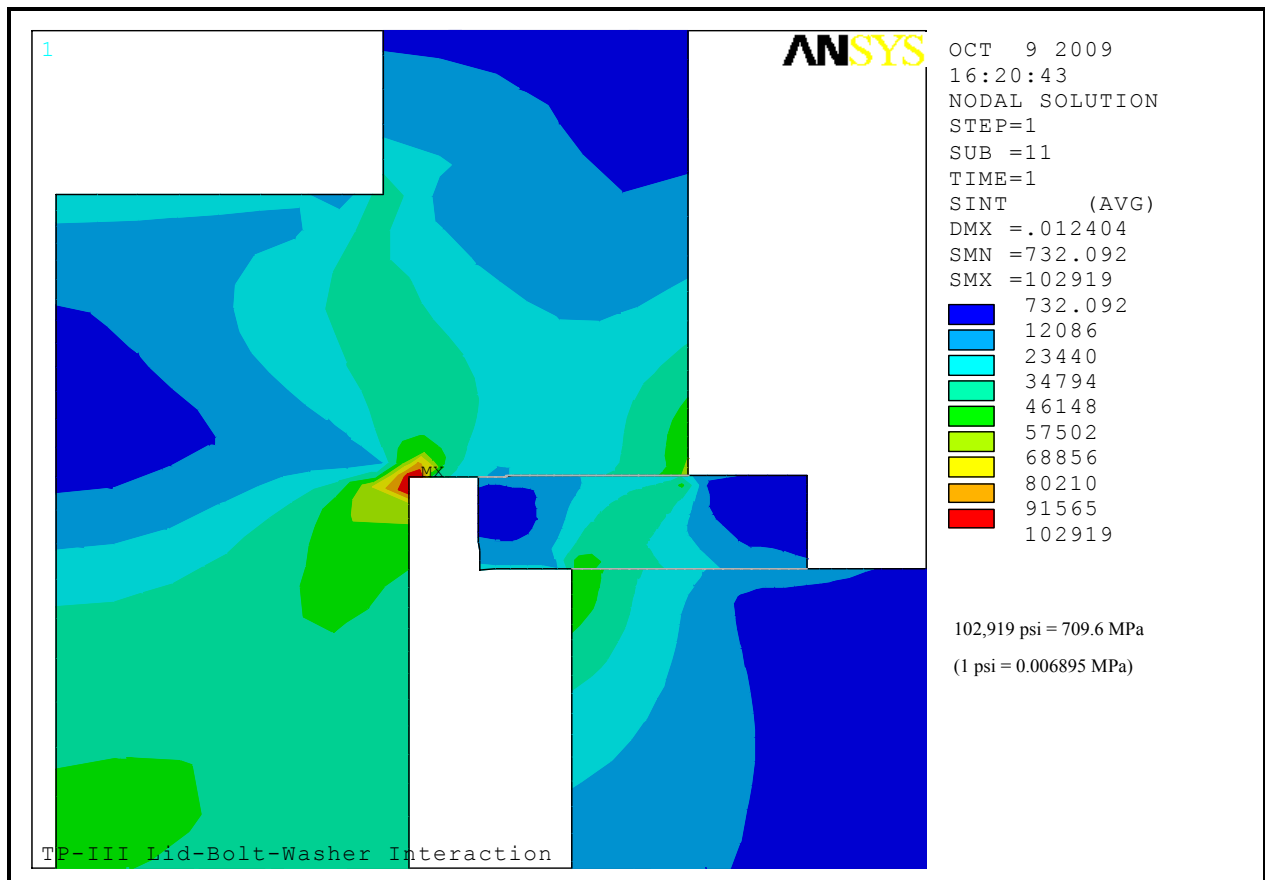 1
ANSYS
OCT  9 2009
16:20:43
NODAL SOLUTION
STEP=1
SUB =11
TIME=1
SINT (AVG)
DMX =.012404
SMN =732.092
SMX =102919
732.092
12086
23440
34794
46148
57502
68856
80210
91565
102919
MX
102,919 psi = 709.6 MPa
(1 psi = 0.006895 MPa)
TP-III Lid-Bolt-Washer Interaction